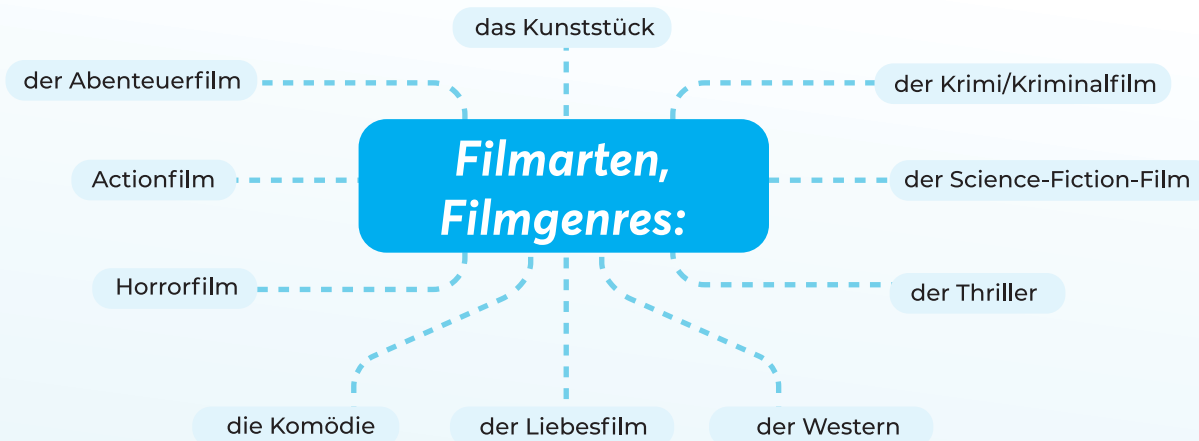 das Kunststück
der Abenteuerfilm
der Krimi/Kriminalfilm
Filmarten,
Filmgenres:
Actionfilm
der Science-Fiction-Film
Horrorfilm
der Thriller
die Komödie
der Liebesfilm
der Western